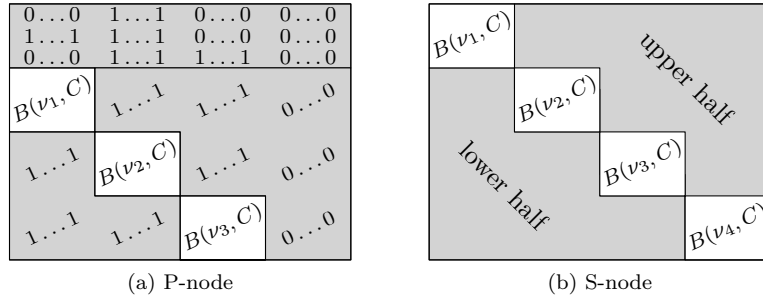 0 . . . 0 1 . . . 1 0 . . . 0 0 . . . 0
1 . . . 1 1 . . . 1 0 . . . 0 0 . . . 0
0 . . . 0 1 . . . 1 1 . . . 1 0 . . . 0
B(ν₁, C) 1 . . . 1 1 . . . 1 0 . . . 0
1 . . . 1 B(ν₂, C) 1 . . . 1 0 . . . 0
1 . . . 1 1 . . . 1 B(ν₃, C) 0 . . . 0
(a) P-node
B(ν₁, C)
upper half
B(ν₂, C)
B(ν₃, C)
lower half
B(ν₄, C)
(b) S-node